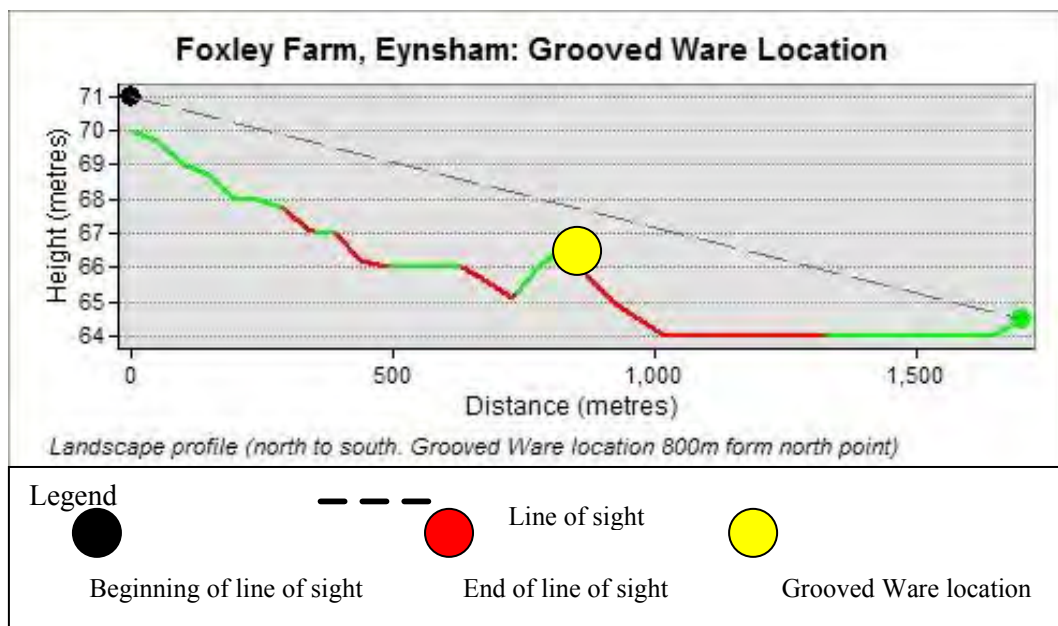 Foxley Farm, Eynsham: Grooved Ware Location
Height (metres)
71
70
69
68
67
66
65
64
0
500
1,000
1,500
Distance (metres)
Landscape profile (north to south. Grooved Ware location 800m form north point)
Legend
Line of sight
Beginning of line of sight
End of line of sight
Grooved Ware location